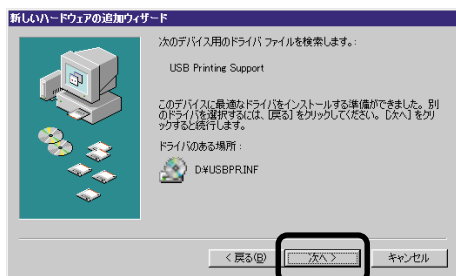 新しいハードウェアの追加ウィザード
次のデバイス用のドライバ ファイルを検索します。:
USB Printing Support
このデバイスに最適なドライバをインストールする準備ができました。別
のドライバを選択するには、[戻る] をクリックしてください。[次へ] をクリ
ックすると続行します。
ドライバのある場所:
D¥USBPRINF
< 戻る(B)
次へ >
キャンセル